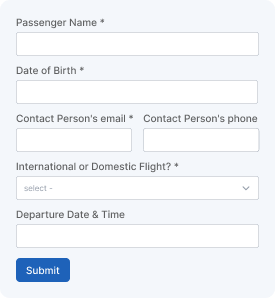 Passenger Name *
Date of Birth *
Contact Person's email * Contact Person's phone
International or Domestic Flight? *
select -
Departure Date & Time
Submit